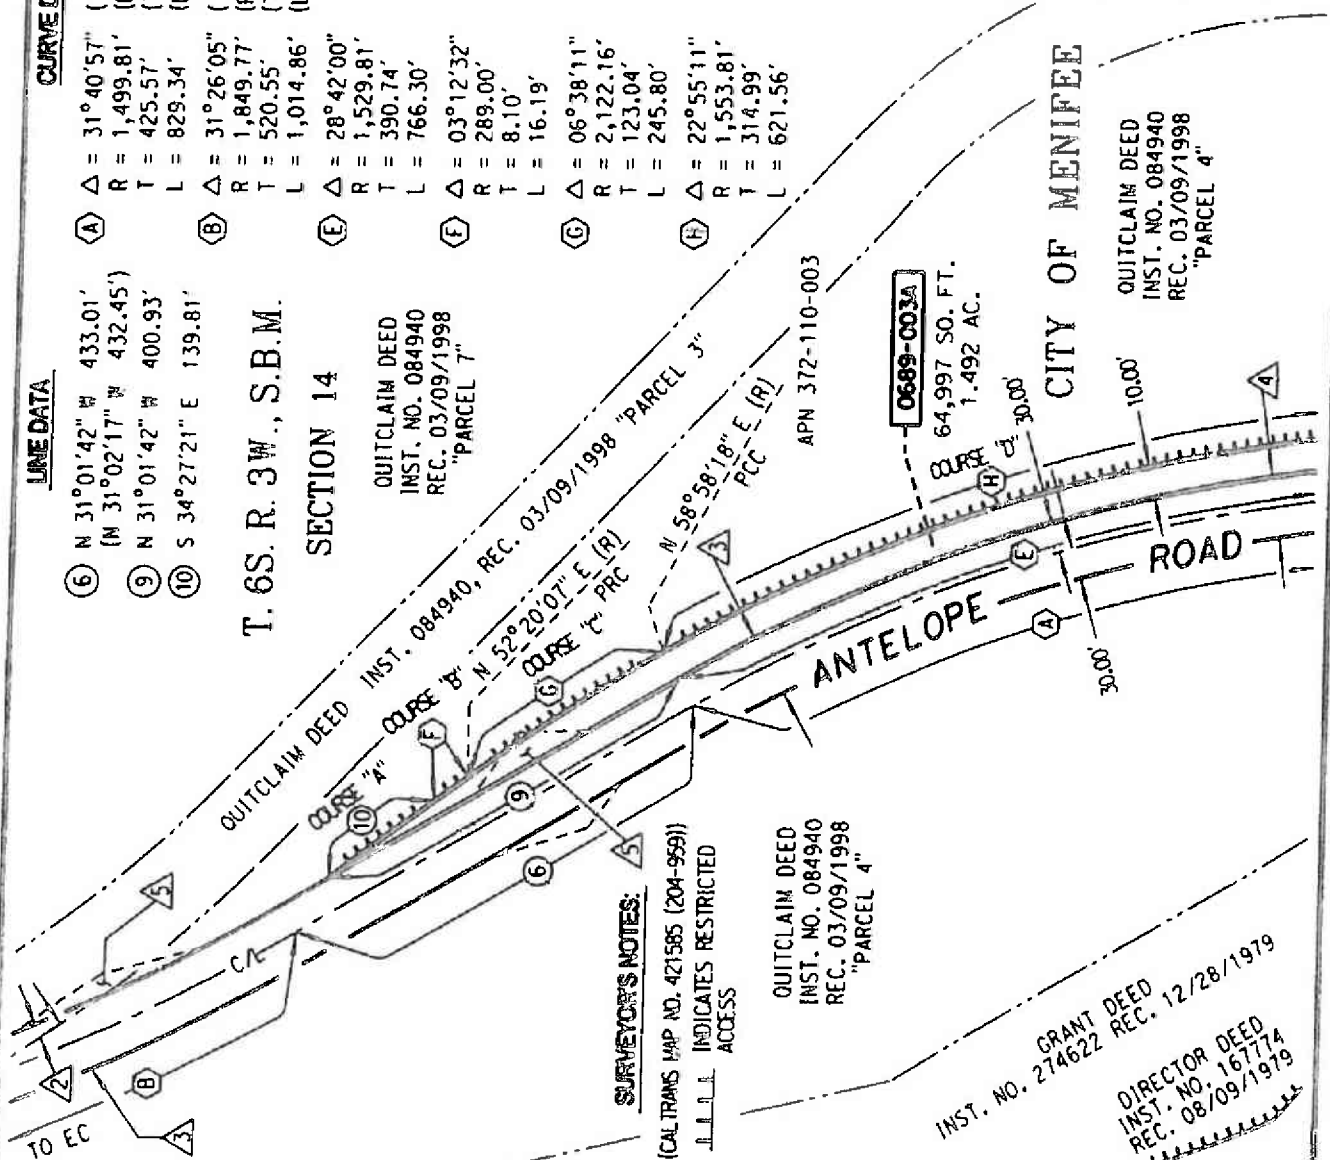 LINE DATA
6 N 31°01'42" W 433.01'
(N 31°02'17" W 432.45')
9 N 31°01'42" W 400.93'
10 S 34°27'21" E 139.81'
A Δ = 31°40'57"
R = 1,499.81'
T = 425.57'
L = 829.34'
B Δ = 31°26'05"
R = 1,849.77'
T = 520.55'
L = 1,014.86'
E Δ = 28°42'00"
R = 1,529.81'
T = 390.74'
L = 766.30'
F Δ = 03°12'32"
R = 289.00'
T = 8.10'
L = 16.19'
G Δ = 06°38'11"
R = 2,122.16'
T = 123.04'
L = 245.80'
H Δ = 22°55'11"
R = 1,553.81'
T = 314.99'
L = 621.56'
T. 6S. R. 3W., S.B.M.
SECTION 14
QUITCLAIM DEED
INST. NO. 084940
REC. 03/09/1998
"PARCEL 7"
QUITCLAIM DEED INST. 084940, REC. 03/09/1998 "PARCEL 3"
COURSE "A"
COURSE "B"
N 52°20'07" E (R)
PRC
COURSE "C"
N 58°58'18" E (R)
PCC
APN 372-110-003
0689-003A
64,997 SQ. FT.
1.492 AC.
COURSE "D"
30.00'
10.00'
CITY OF MENIFEE
QUITCLAIM DEED
INST. NO. 084940
REC. 03/09/1998
"PARCEL 4"
5
2
3
TO EC
B
C/L
10
F
G
9
6
5
3
H
E
A
4
30.00'
ANTELOPE ROAD
SURVEYOR'S NOTES:
(CALTRANS MAP NO. 421585 (204-959))
INDICATES RESTRICTED
ACCESS
QUITCLAIM DEED
INST. NO. 084940
REC. 03/09/1998
"PARCEL 4"
GRANT DEED
INST. NO. 274622 REC. 12/28/1979
DIRECTOR DEED
INST. NO. 167774
REC. 08/09/1979